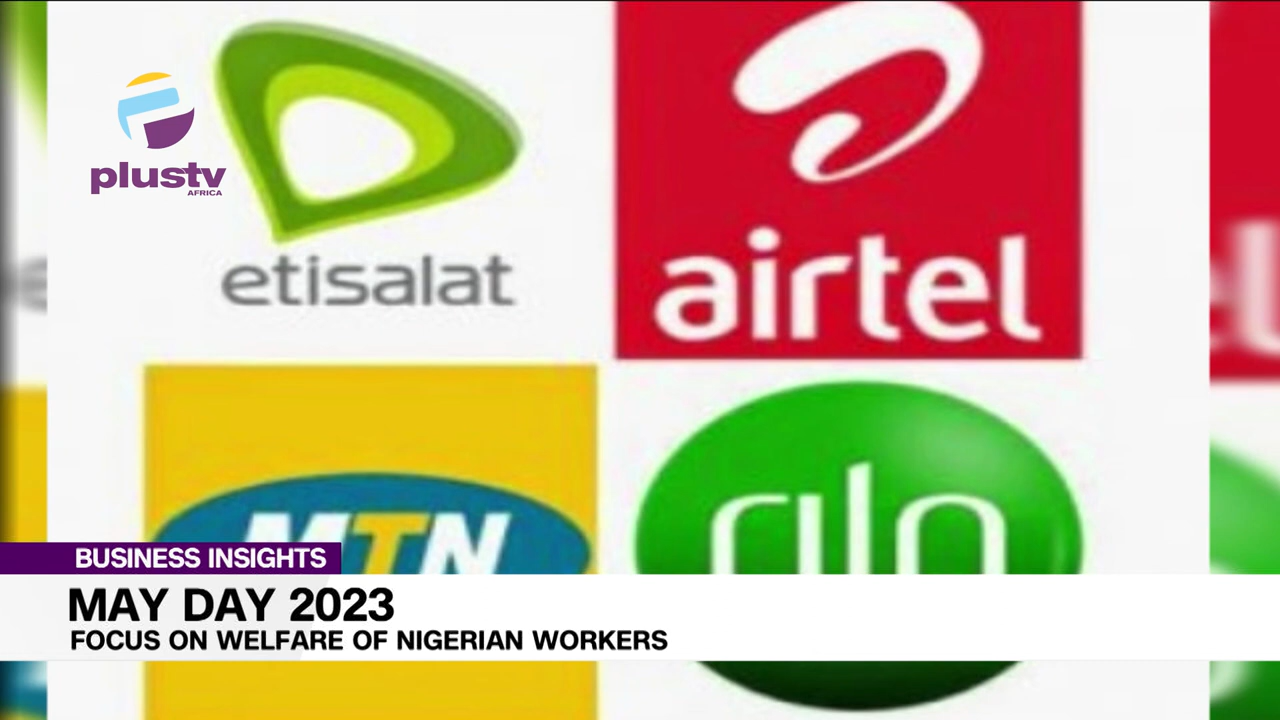 plustv
AFRICA
etisalat
airtel
MTN
glo
BUSINESS INSIGHTS
MAY DAY 2023
FOCUS ON WELFARE OF NIGERIAN WORKERS